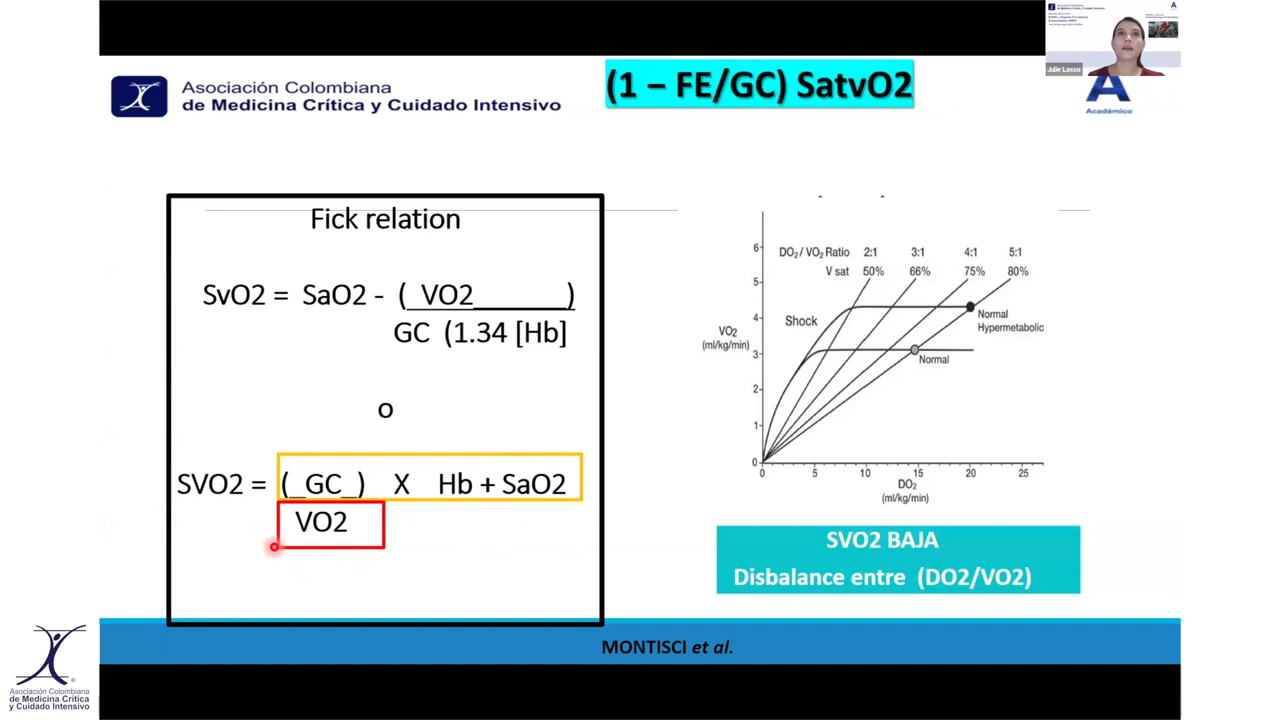 Asociación Colombiana
de Medicina Crítica y Cuidado Intensivo
(1 – FE/GC) SatvO2
Julie Lasso
A
Académico
Fick relation
SvO2 = SaO2 - (_VO2______)
GC (1.34 [Hb]
o
SVO2 = (_GC_) X Hb + SaO2
VO2
DO2 / VO2 Ratio 2:1 3:1 4:1 5:1
V sat 50% 66% 75% 80%
6
5
4
3
2
1
0
VO2
(ml/kg/min)
Shock
Normal
Hypermetabolic
Normal
0 5 10 15 20 25
DO2
(ml/kg/min)
SVO2 BAJA
Disbalance entre (DO2/VO2)
MONTISCI et al.
Asociación Colombiana
de Medicina Crítica
y Cuidado Intensivo